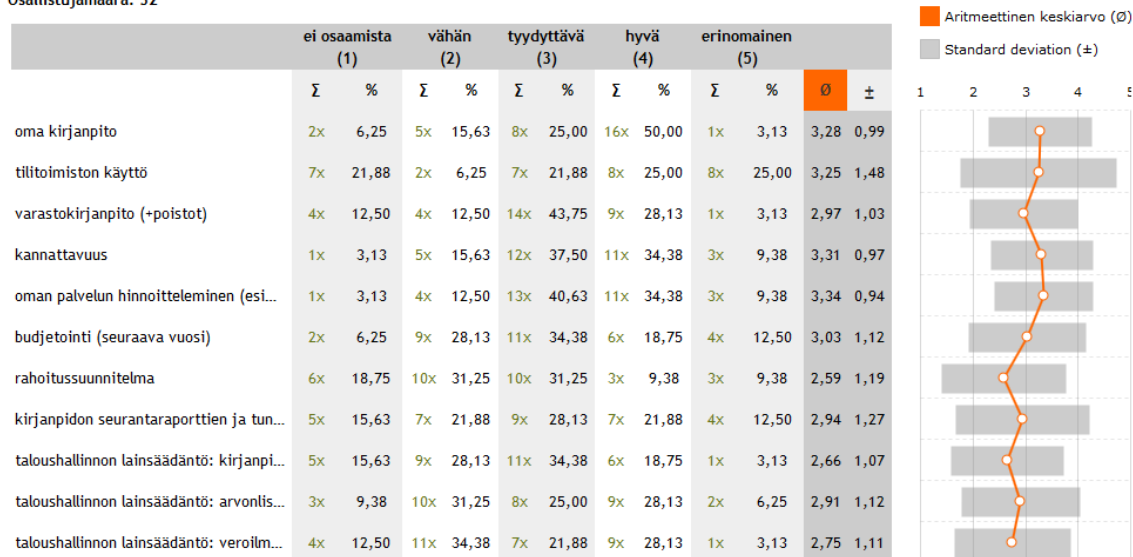 Osallistujamäärä: 32
Aritmeettinen keskiarvo (Ø)
Standard deviation (±)
ei osaamista (1) vähän (2) tyydyttävä (3) hyvä (4) erinomainen (5)
Σ % Σ % Σ % Σ % Σ % Ø ± 1 2 3 4 5
oma kirjanpito 2x 6,25 5x 15,63 8x 25,00 16x 50,00 1x 3,13 3,28 0,99
tilitoimiston käyttö 7x 21,88 2x 6,25 7x 21,88 8x 25,00 8x 25,00 3,25 1,48
varastokirjanpito (+poistot) 4x 12,50 4x 12,50 14x 43,75 9x 28,13 1x 3,13 2,97 1,03
kannattavuus 1x 3,13 5x 15,63 12x 37,50 11x 34,38 3x 9,38 3,31 0,97
oman palvelun hinnoitteleminen (esi... 1x 3,13 4x 12,50 13x 40,63 11x 34,38 3x 9,38 3,34 0,94
budjetointi (seuraava vuosi) 2x 6,25 9x 28,13 11x 34,38 6x 18,75 4x 12,50 3,03 1,12
rahoitussuunnitelma 6x 18,75 10x 31,25 10x 31,25 3x 9,38 3x 9,38 2,59 1,19
kirjanpidon seurantaraporttien ja tun... 5x 15,63 7x 21,88 9x 28,13 7x 21,88 4x 12,50 2,94 1,27
taloushallinnon lainsäädäntö: kirjanpi... 5x 15,63 9x 28,13 11x 34,38 6x 18,75 1x 3,13 2,66 1,07
taloushallinnon lainsäädäntö: arvonlis... 3x 9,38 10x 31,25 8x 25,00 9x 28,13 2x 6,25 2,91 1,12
taloushallinnon lainsäädäntö: veroilm... 4x 12,50 11x 34,38 7x 21,88 9x 28,13 1x 3,13 2,75 1,11